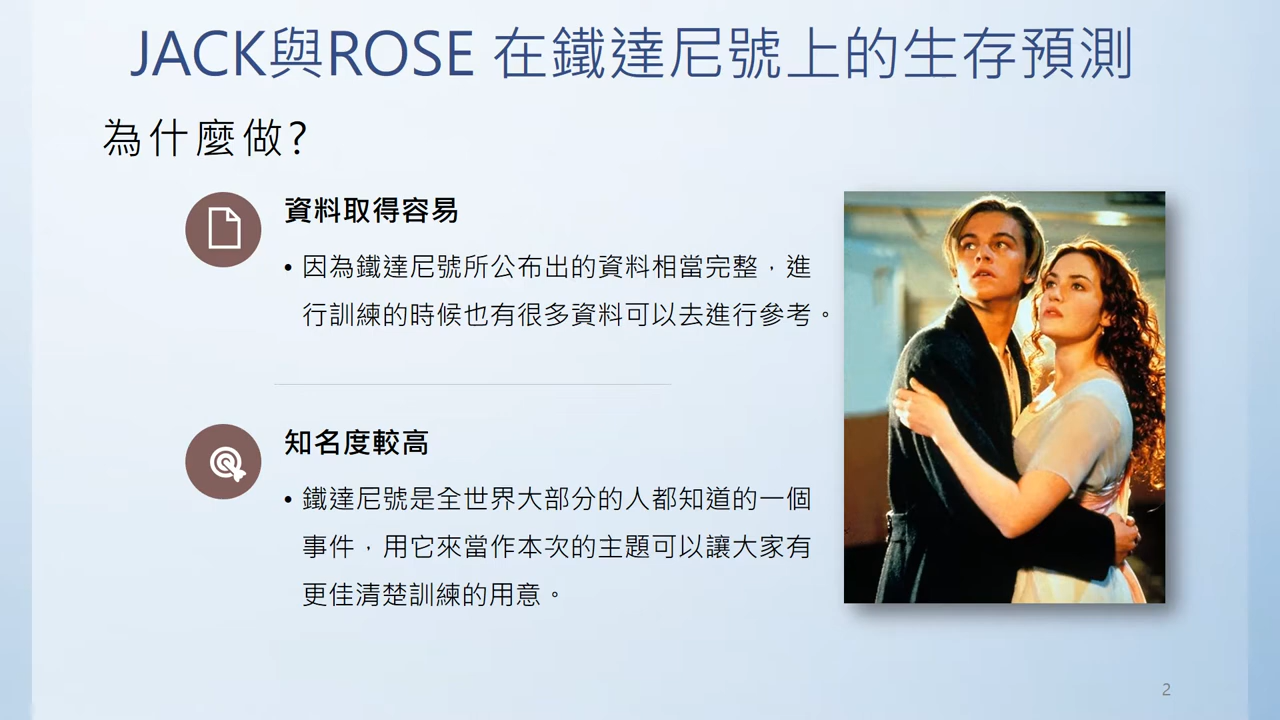 JACK與ROSE 在鐵達尼號上的生存預測
為什麼做?
資料取得容易
• 因為鐵達尼號所公布出的資料相當完整，進
行訓練的時候也有很多資料可以去進行參考。
知名度較高
• 鐵達尼號是全世界大部分的人都知道的一個
事件，用它來當作本次的主題可以讓大家有
更佳清楚訓練的用意。
2